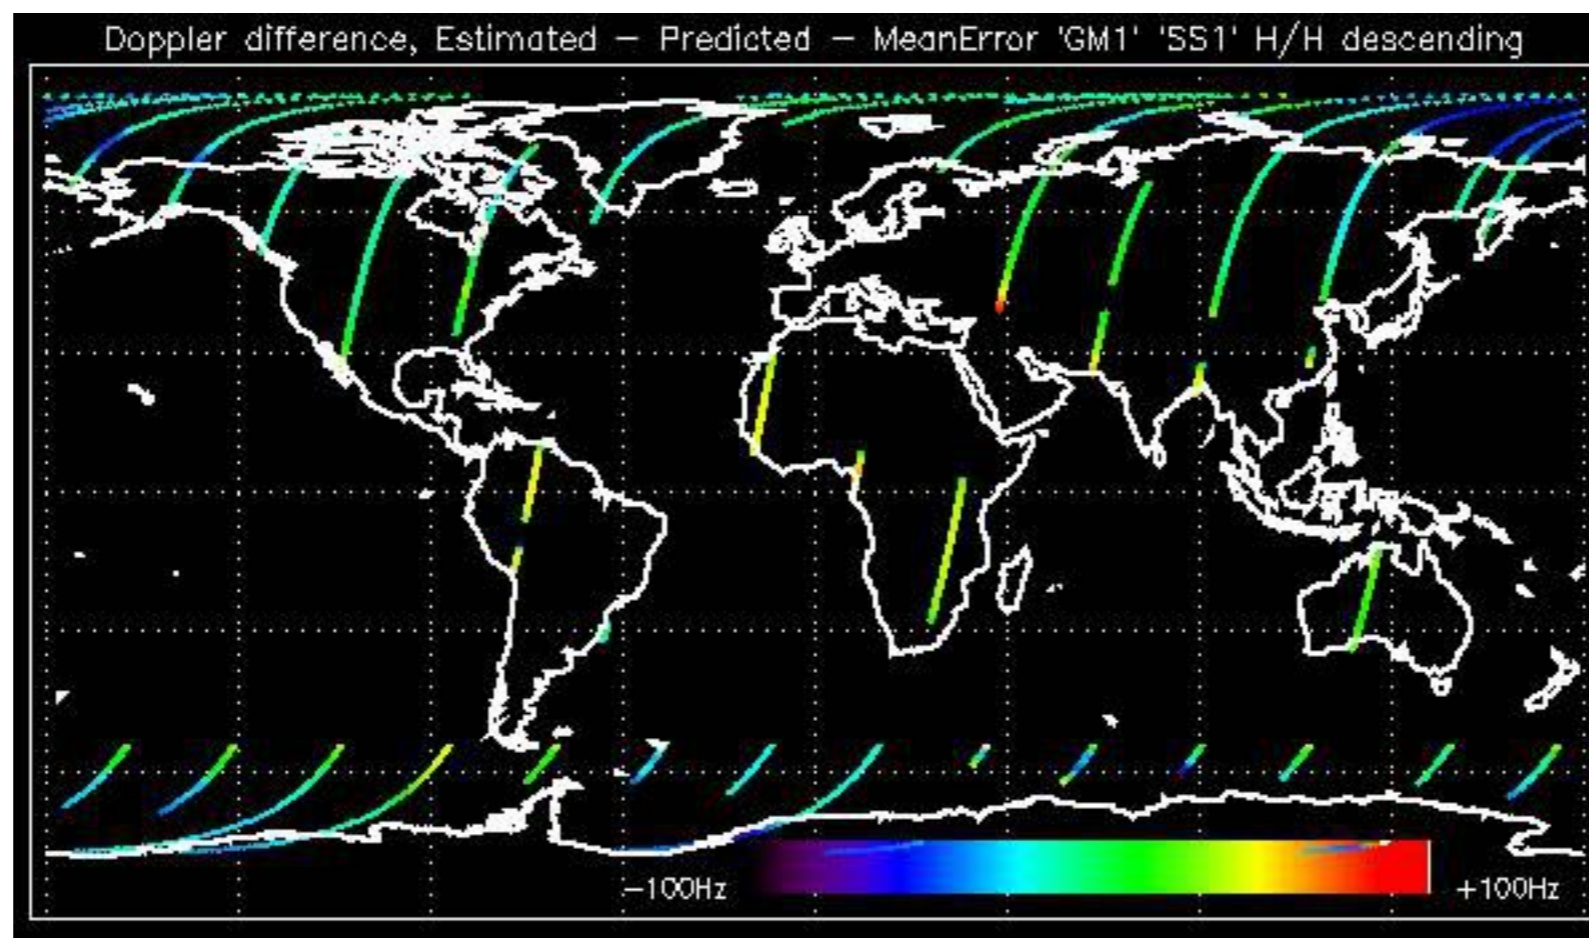 Doppler difference, Estimated – Predicted – MeanError 'GM1' 'SS1' H/H descending
−100Hz +100Hz